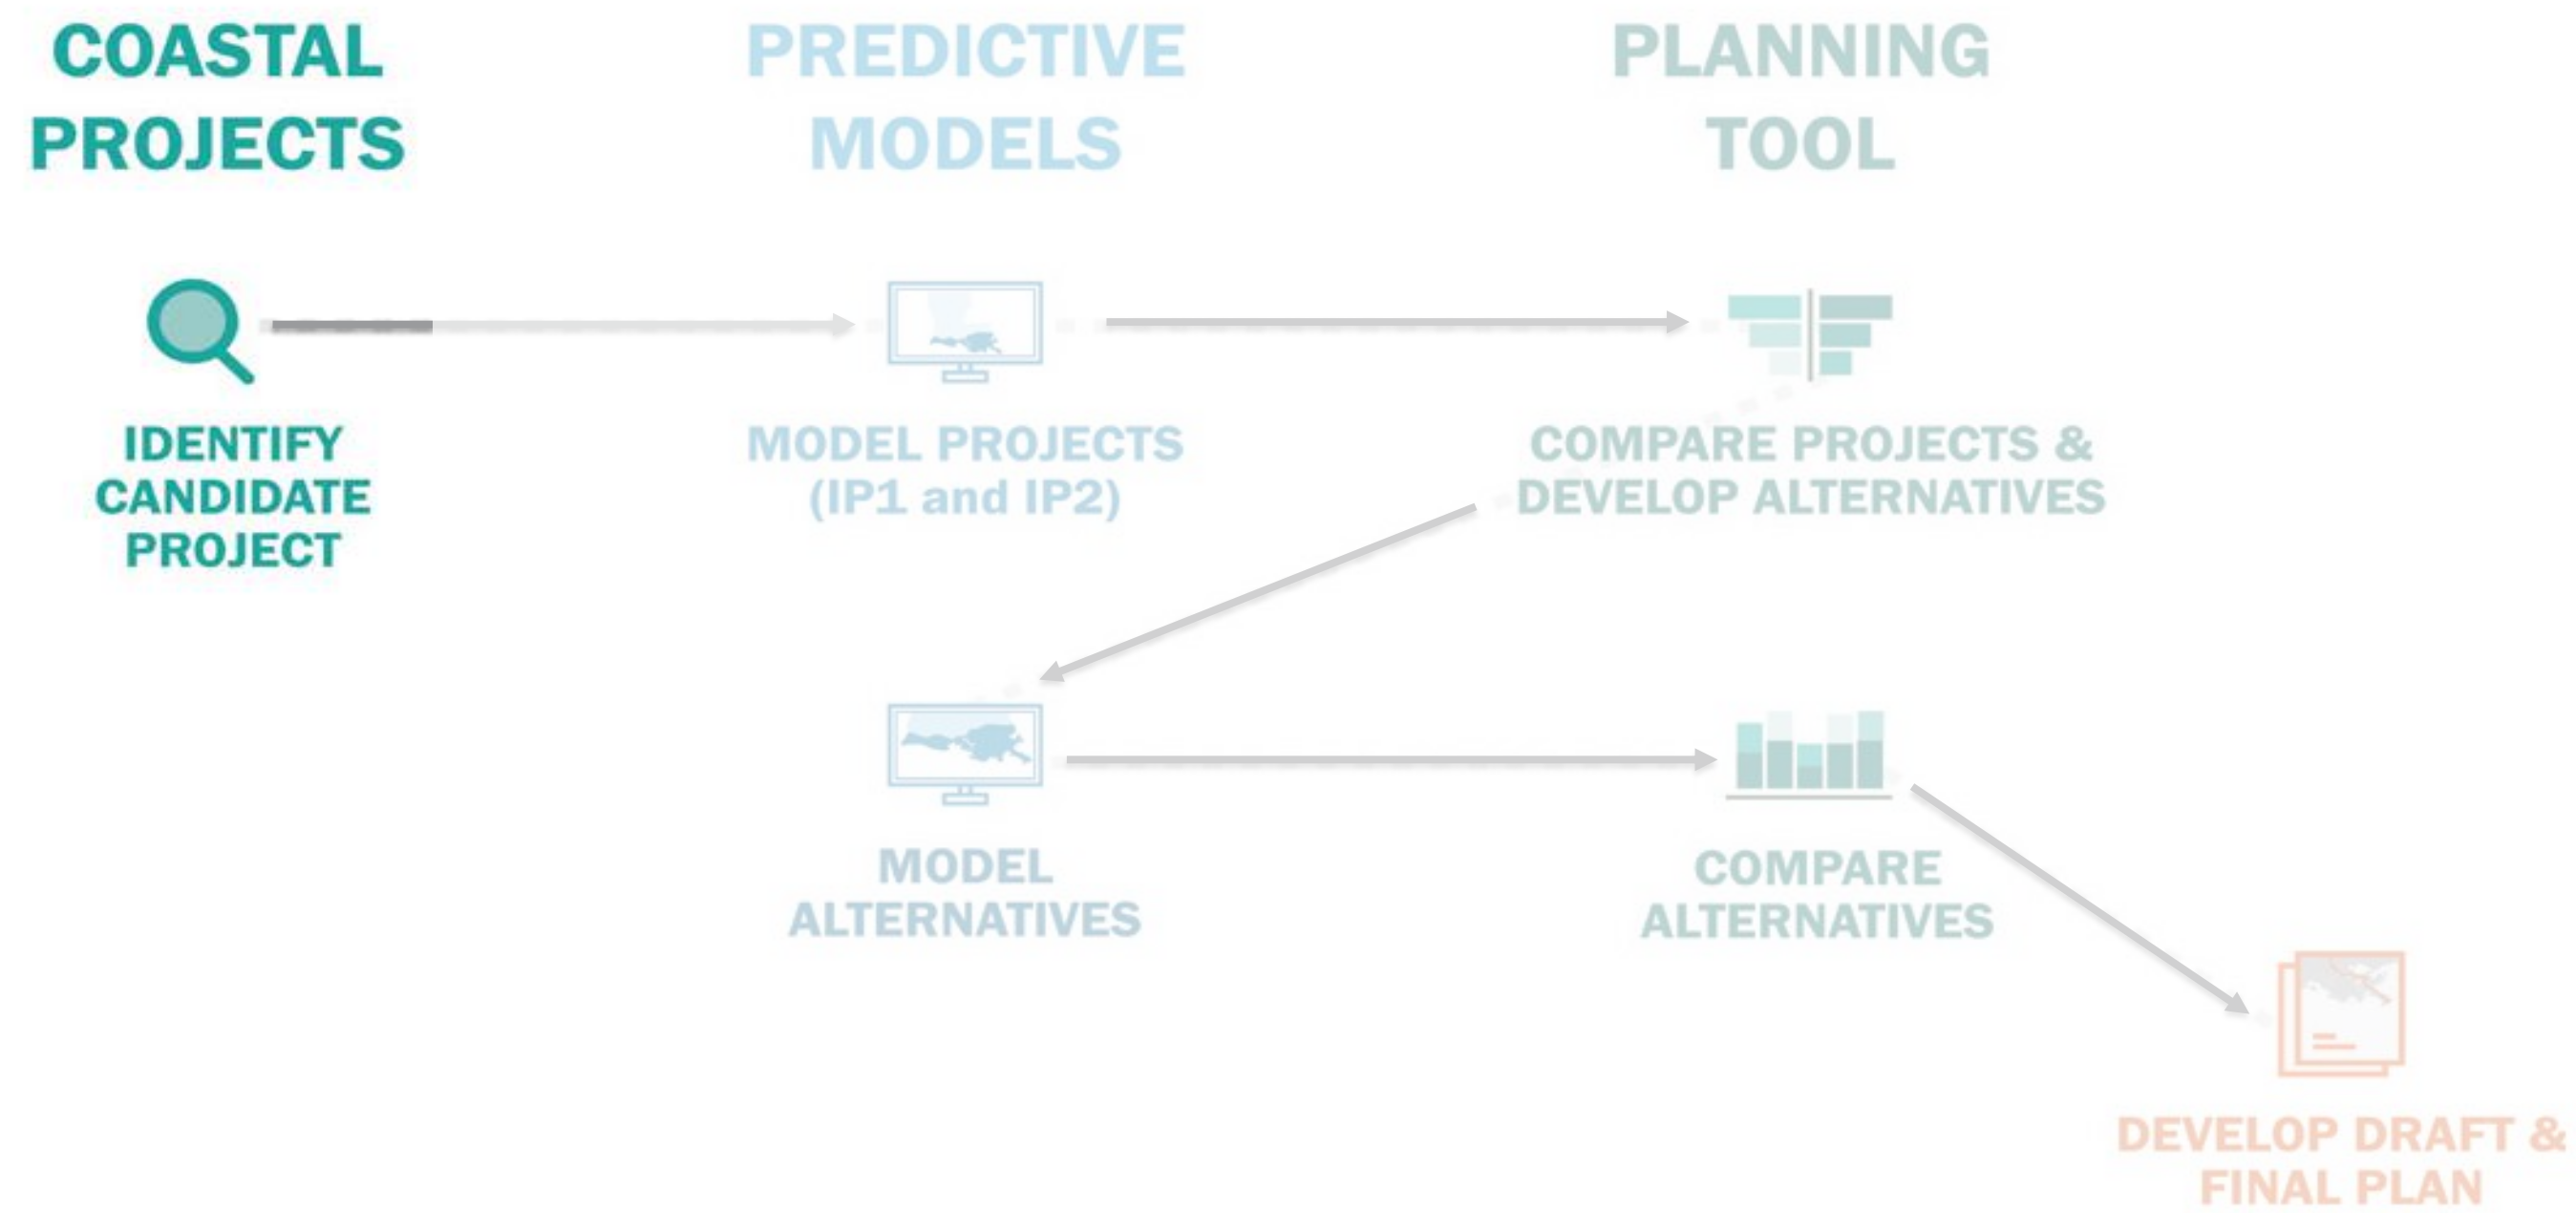 COASTAL
PROJECTS
PREDICTIVE
MODELS
PLANNING
TOOL
IDENTIFY
CANDIDATE
PROJECT
MODEL PROJECTS
(IP1 and IP2)
COMPARE PROJECTS &
DEVELOP ALTERNATIVES
MODEL
ALTERNATIVES
COMPARE
ALTERNATIVES
DEVELOP DRAFT &
FINAL PLAN